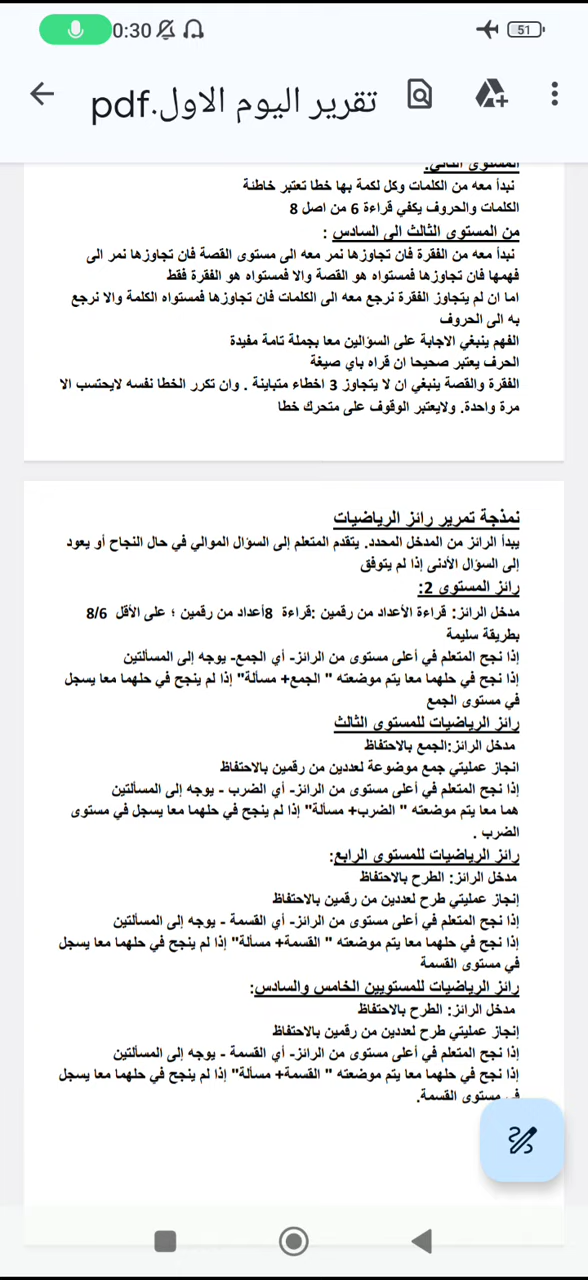 0:30
51
تقرير اليوم الاول.pdf
المستوى الثاني:
نبدأ معه من الكلمات وكل لكمة بها خطا تعتبر خاطئة
الكلمات والحروف يكفي قراءة 6 من اصل 8
من المستوى الثالث الى السادس :
نبدأ معه من الفقرة فان تجاوزها نمر معه الى مستوى القصة فان تجاوزها نمر الى
فهمها فان تجاوزها فمستواه هو القصة والا فمستواه هو الفقرة فقط
اما ان لم يتجاوز الفقرة نرجع معه الى الكلمات فان تجاوزها فمستواه الكلمة والا نرجع
به الى الحروف
الفهم ينبغي الاجابة على السؤالين معا بجملة تامة مفيدة
الحرف يعتبر صحيحا ان قراه باي صيغة
الفقرة والقصة ينبغي ان لا يتجاوز 3 اخطاء متباينة . وان تكرر الخطا نفسه لايحتسب الا
مرة واحدة. ولايعتبر الوقوف على متحرك خطا
نمذجة تمرير رائز الرياضيات
يبدأ الرائز من المدخل المحدد. يتقدم المتعلم إلى السؤال الموالي في حال النجاح أو يعود
إلى السؤال الأدنى إذا لم يتوفق
رائز المستوى 2:
مدخل الرائز: قراءة الأعداد من رقمين :قراءة 8أعداد من رقمين ؛ على الأقل 8/6
بطريقة سليمة
إذا نجح المتعلم في أعلى مستوى من الرائز- أي الجمع- يوجه إلى المسألتين
إذا نجح في حلهما معا يتم موضعته " الجمع+ مسألة" إذا لم ينجح في حلهما معا يسجل
في مستوى الجمع
رائز الرياضيات للمستوى الثالث
مدخل الرائز:الجمع بالاحتفاظ
انجاز عمليتي جمع موضوعة لعددين من رقمين بالاحتفاظ
إذا نجح المتعلم في أعلى مستوى من الرائز- أي الضرب - يوجه إلى المسألتين
هما معا يتم موضعته " الضرب+ مسألة" إذا لم ينجح في حلهما معا يسجل في مستوى
الضرب .
رائز الرياضيات للمستوى الرابع:
مدخل الرائز: الطرح بالاحتفاظ
إنجاز عمليتي طرح لعددين من رقمين بالاحتفاظ
إذا نجح المتعلم في أعلى مستوى من الرائز- أي القسمة - يوجه إلى المسألتين
إذا نجح في حلهما معا يتم موضعته " القسمة+ مسألة" إذا لم ينجح في حلهما معا يسجل
في مستوى القسمة
رائز الرياضيات للمستويين الخامس والسادس:
مدخل الرائز: الطرح بالاحتفاظ
إنجاز عمليتي طرح لعددين من رقمين بالاحتفاظ
إذا نجح المتعلم في أعلى مستوى من الرائز- أي القسمة - يوجه إلى المسألتين
إذا نجح في حلهما معا يتم موضعته " القسمة+ مسألة" إذا لم ينجح في حلهما معا يسجل
في مستوى القسمة.